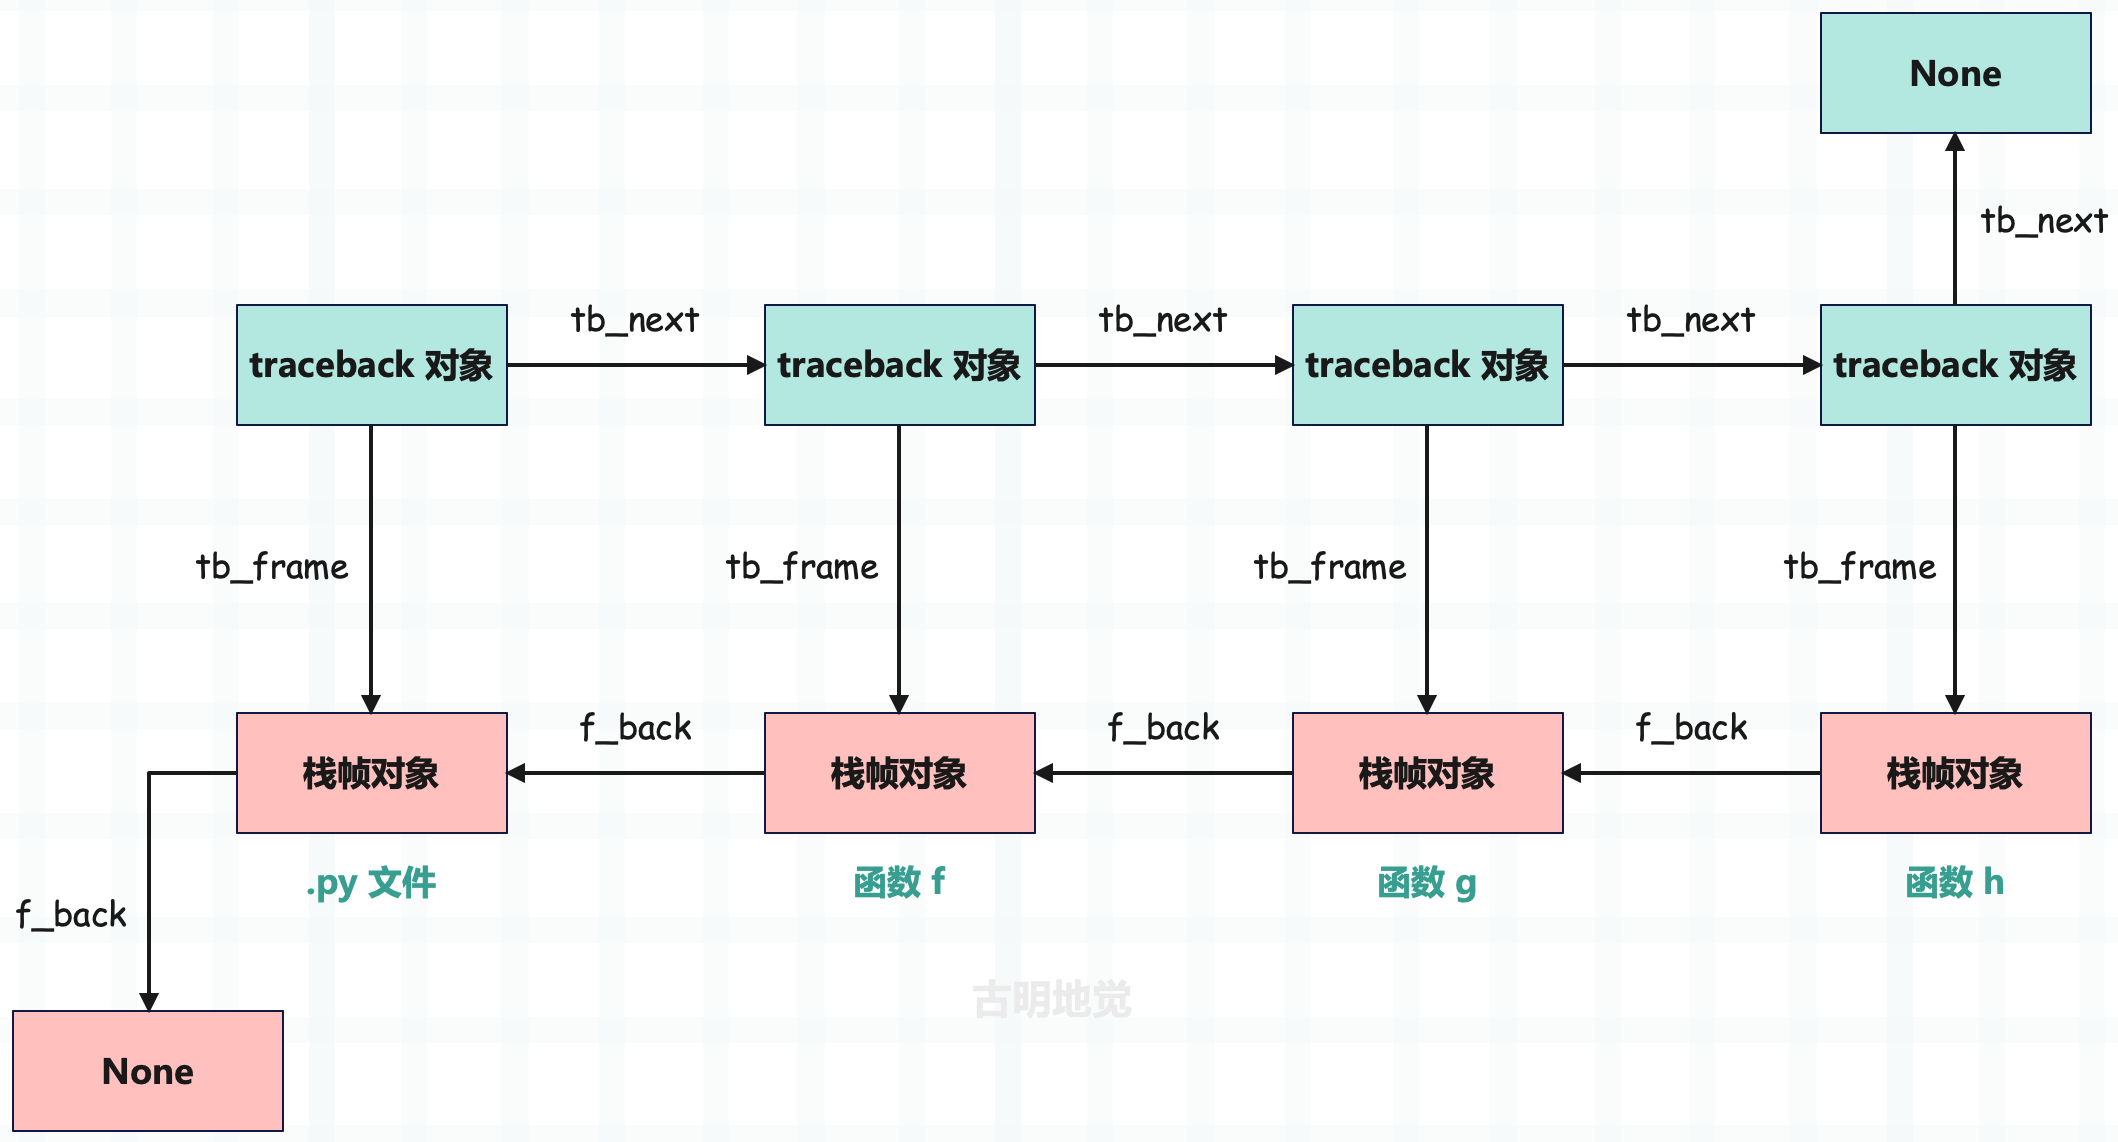 None
tb_next
tb_next
tb_next
tb_next
traceback 对象
traceback 对象
traceback 对象
traceback 对象
tb_frame
tb_frame
tb_frame
tb_frame
f_back
f_back
f_back
栈帧对象
栈帧对象
栈帧对象
栈帧对象
.py 文件
函数 f
函数 g
函数 h
f_back
古明地觉
None